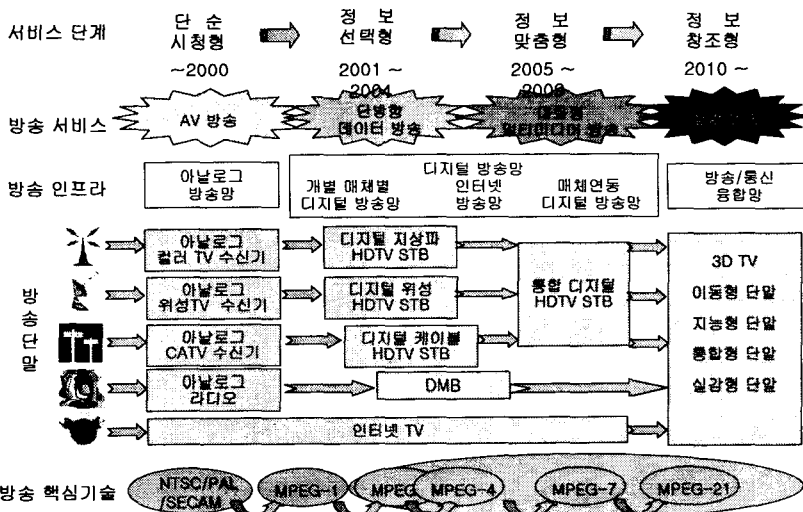 서비스 단계
단 순
시청형
정 보
선택형
정 보
맞춤형
정 보
창조형
~2000
2001 ~
2004
2005 ~
2010 ~
방송 서비스
AV 방송
단방향
데이터 방송
멀티미디어 방송
방송 인프라
아날로그
방송망
디지털 방송망
개별 매체별
디지털 방송망
인터넷
방송망
매체연동
디지털 방송망
방송/통신
융합망
방송단말
아날로그
컬러 TV 수신기
디지털 지상파
HDTV STB
아날로그
위성TV 수신기
디지털 위성
HDTV STB
아날로그
CATV 수신기
디지털 케이블
HDTV STB
통합 디지털
HDTV STB
아날로그
라디오
DMB
인터넷 TV
3D TV
이동형 단말
지능형 단말
통합형 단말
실감형 단말
방송 핵심기술
NTSC/PAL
/SECAM
MPEG-1
MPEG
MPEG-4
MPEG-7
MPEG-21